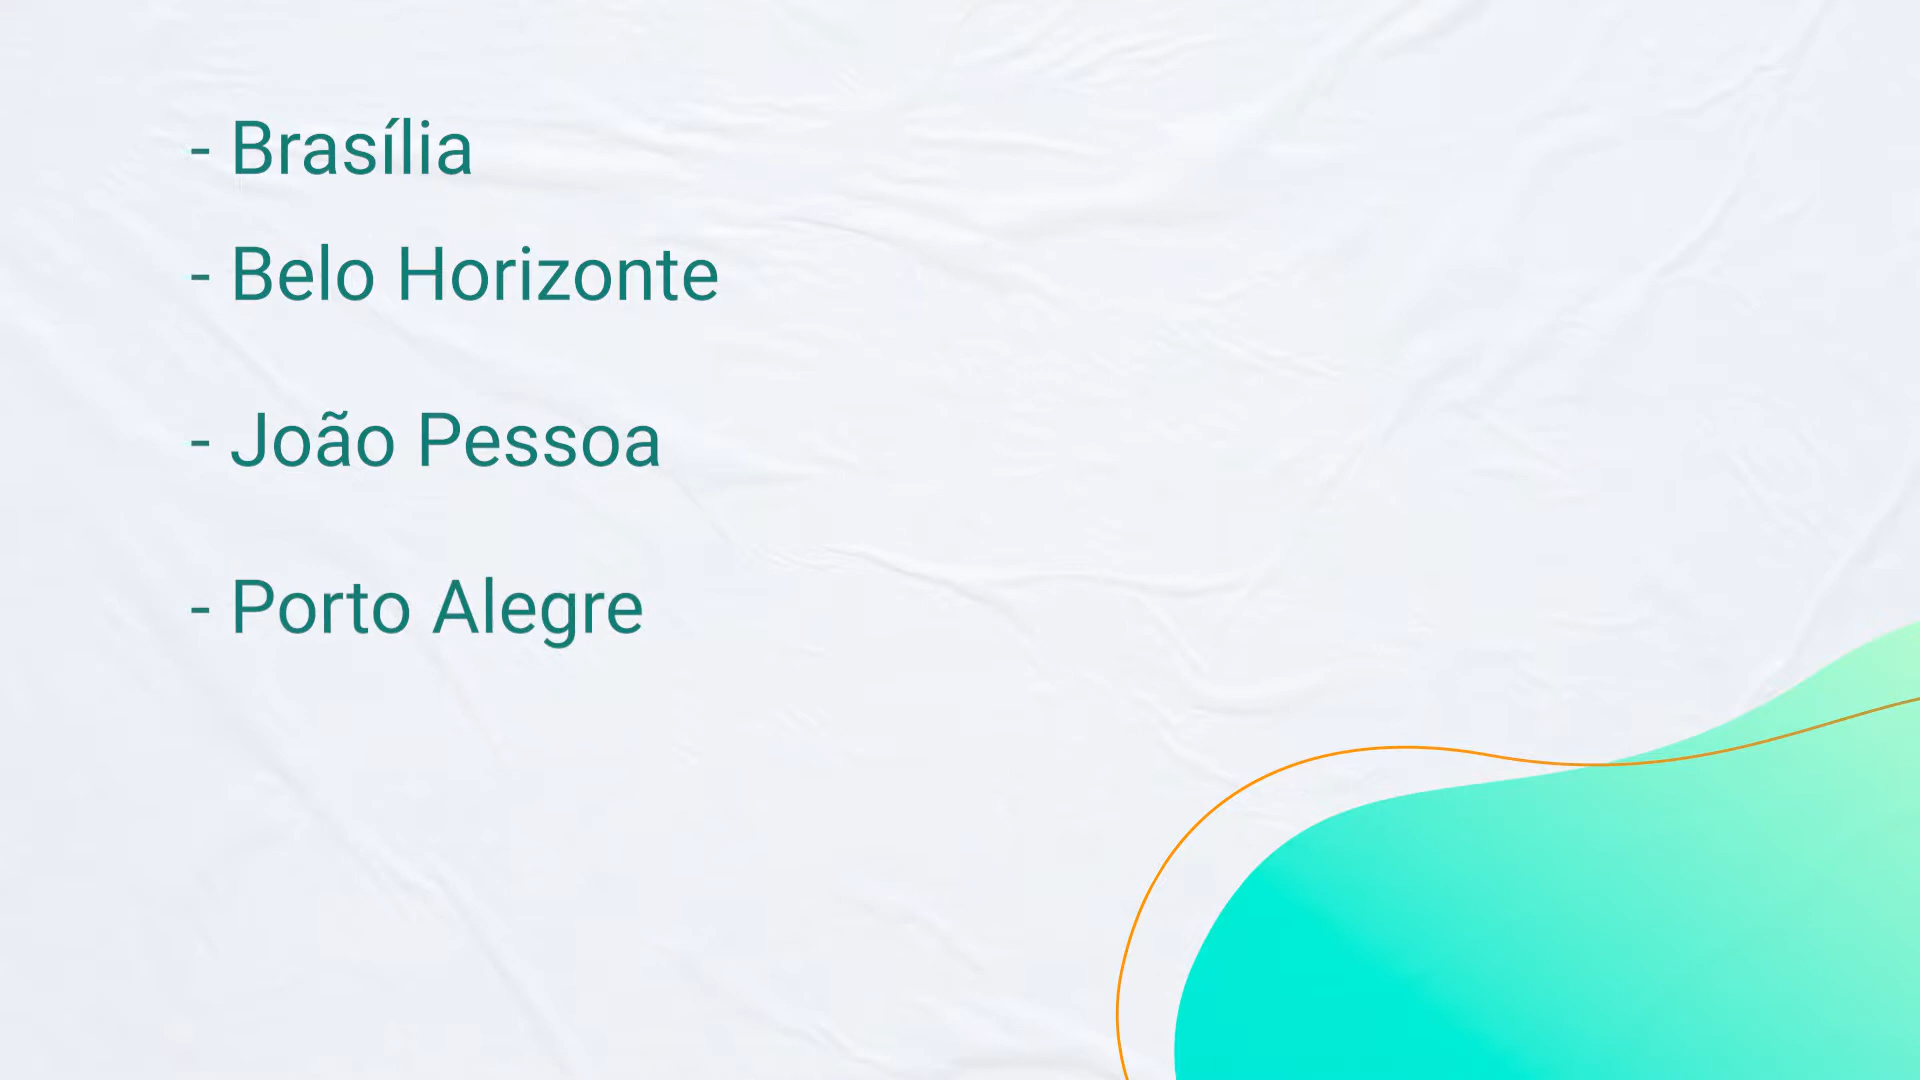 - Brasília
- Belo Horizonte
- João Pessoa
- Porto Alegre